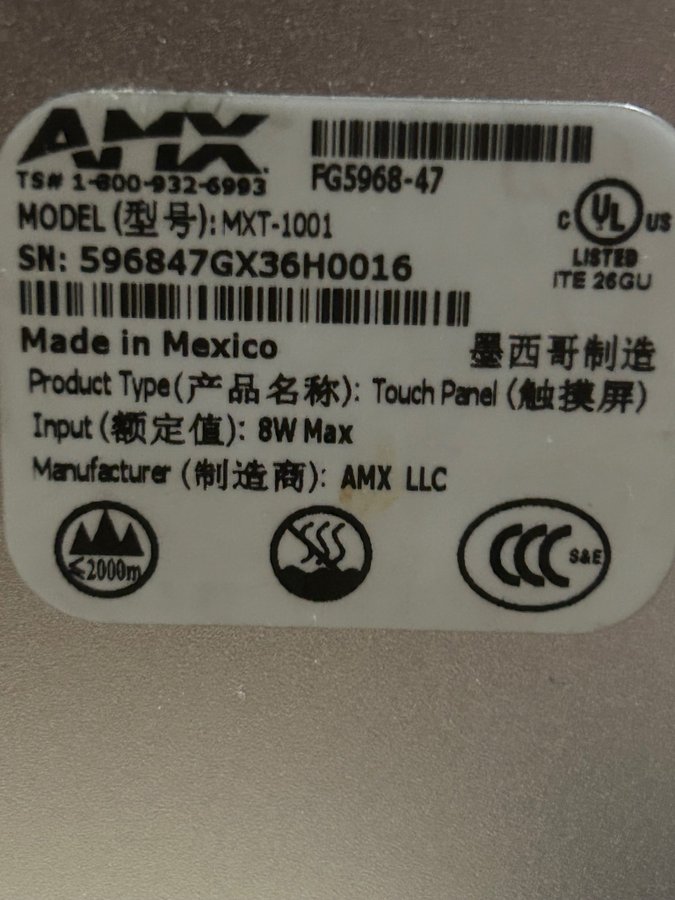 AMX
TS# 1-800-932-6993
FG5968-47
MODEL (型号): MXT-1001
C UL US
LISTED
ITE 26GU
SN: 596847GX36H0016
Made in Mexico 墨西哥制造
Product Type (产品名称): Touch Panel (触摸屏)
Input (额定值): 8W Max
Manufacturer (制造商): AMX LLC
≤2000m
CCC S&E